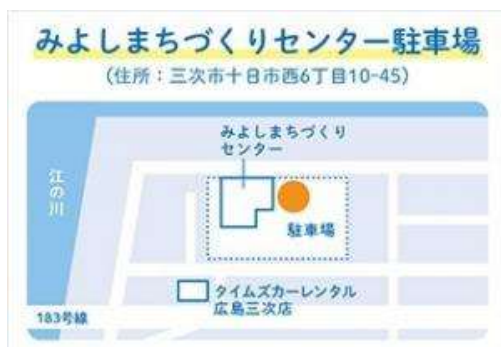 みよしまちづくりセンター駐車場
(住所：三次市十日市西6丁目10-45)
みよしまちづくり
センター
江の川
駐車場
タイムズカーレンタル
広島三次店
183号線